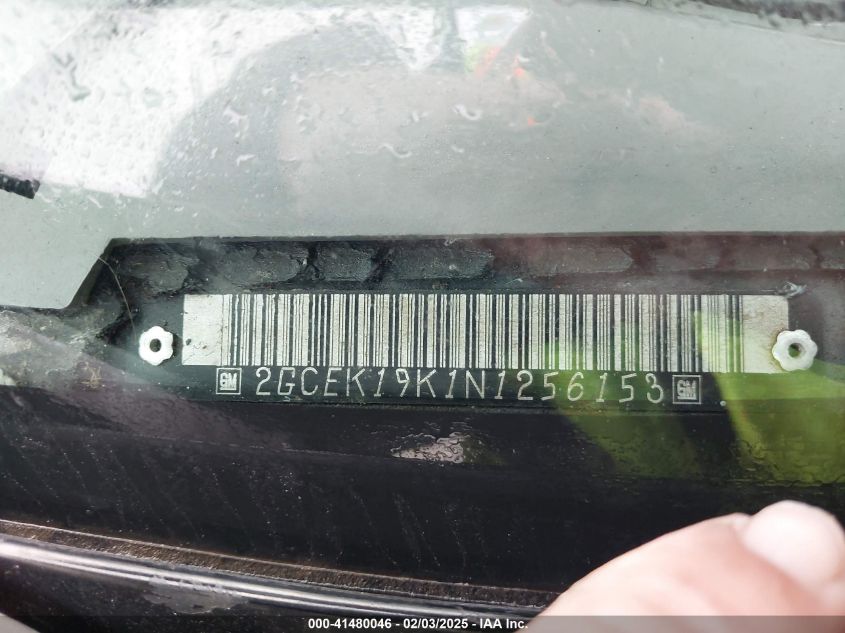 GM 2GCEK19K1N1256153 GM
000-41480046 - 02/03/2025 - IAA Inc.